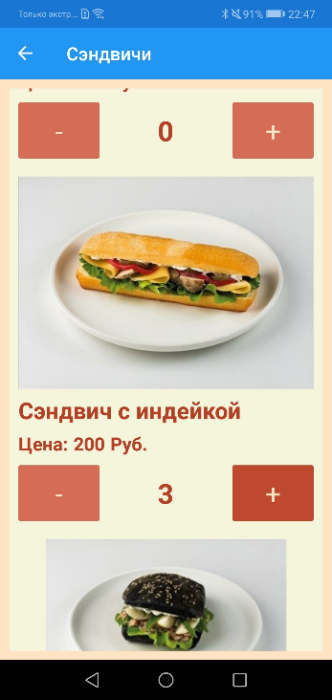 Только экстр... 91% 22:47
Сэндвичи
- 0 +
Сэндвич с индейкой
Цена: 200 Руб.
- 3 +